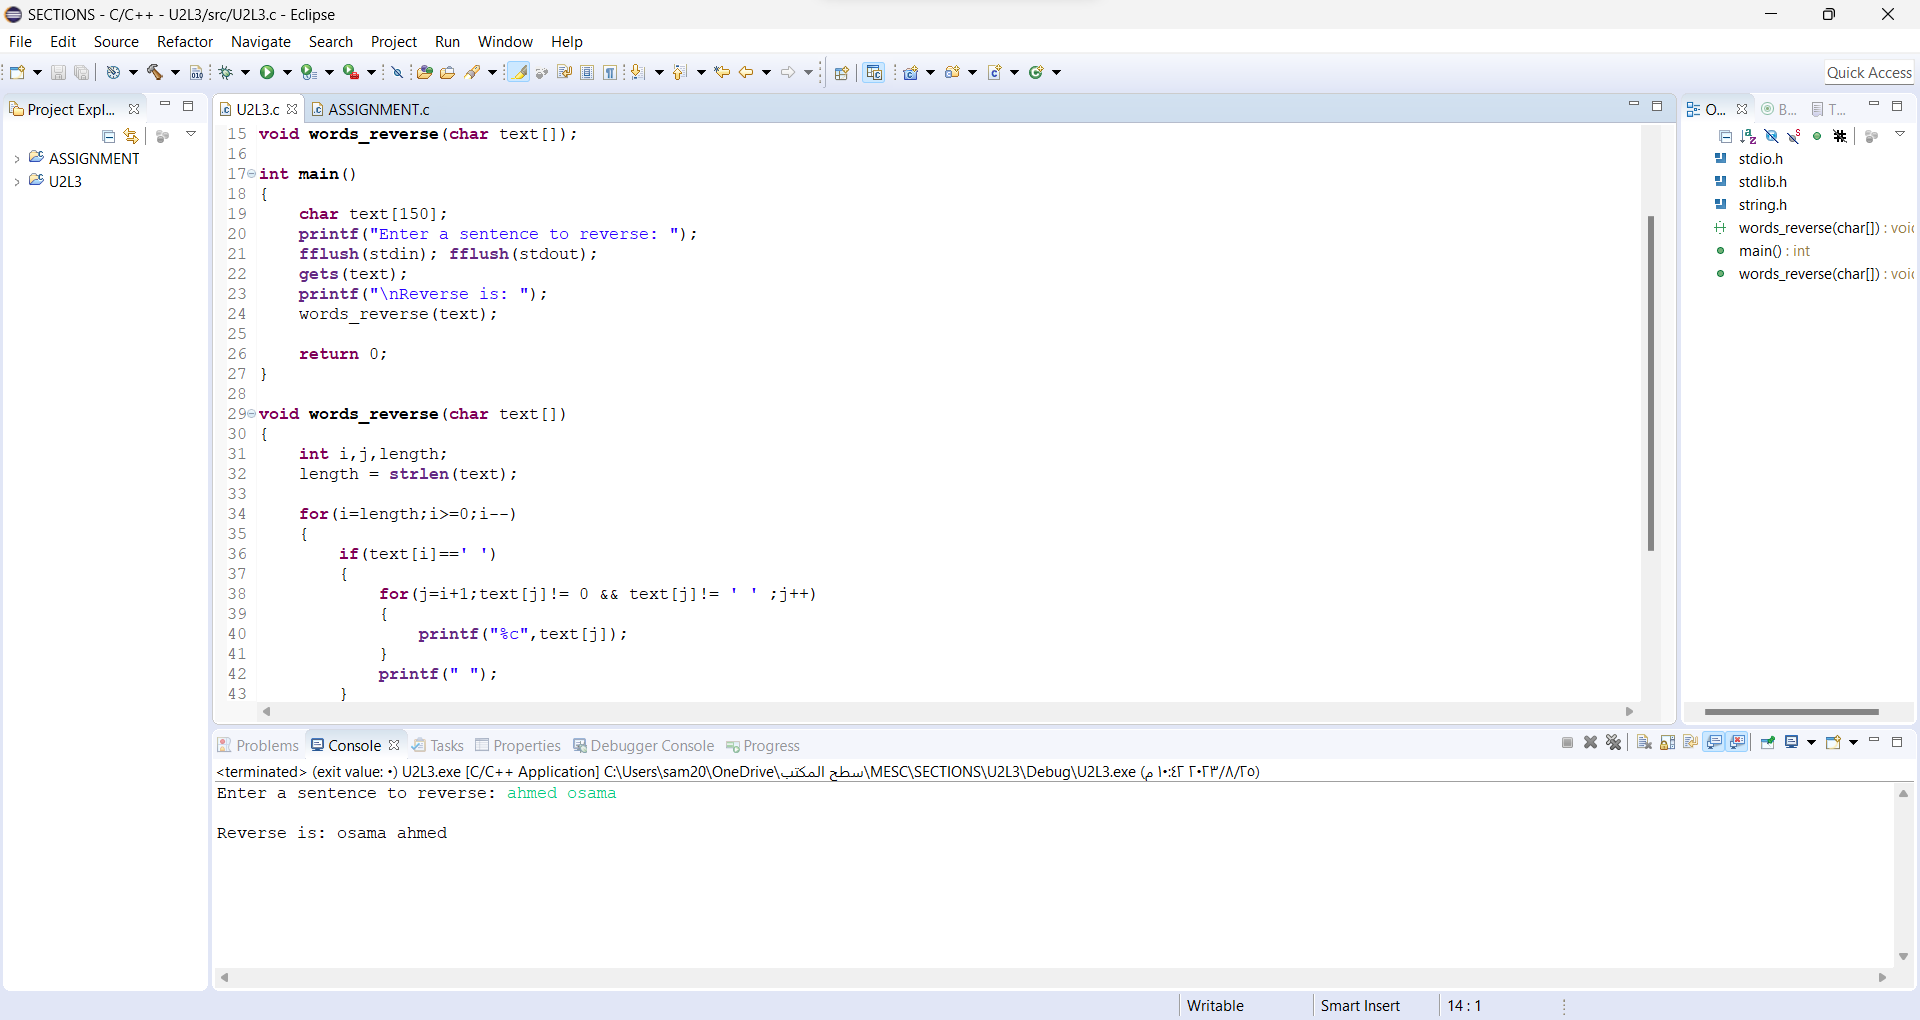 SECTIONS - C/C++ - U2L3/src/U2L3.c - Eclipse
File Edit Source Refactor Navigate Search Project Run Window Help
Quick Access
Project Expl...
ASSIGNMENT
U2L3
U2L3.c ASSIGNMENT.c
15 void words_reverse(char text[]);
16
17 int main()
18 {
19     char text[150];
20     printf("Enter a sentence to reverse: ");
21     fflush(stdin); fflush(stdout);
22     gets(text);
23     printf("\nReverse is: ");
24     words_reverse(text);
25
26     return 0;
27 }
28
29 void words_reverse(char text[])
30 {
31     int i,j,length;
32     length = strlen(text);
33
34     for(i=length;i>=0;i--)
35     {
36         if(text[i]==' ')
37         {
38             for(j=i+1;text[j]!= 0 && text[j]!= ' ' ;j++)
39             {
40                 printf("%c",text[j]);
41             }
42             printf(" ");
43         }
O... B... T...
stdio.h
stdlib.h
string.h
words_reverse(char[]) : voi
main() : int
words_reverse(char[]) : voi
Problems Console Tasks Properties Debugger Console Progress
<terminated> (exit value: ٠) U2L3.exe [C/C++ Application] C:\Users\sam20\OneDrive\سطح المكتب\MESC\SECTIONS\U2L3\Debug\U2L3.exe (٢٠٢٣/٨/٢٥ ١٠:٤٢ م)
Enter a sentence to reverse: ahmed osama
Reverse is: osama ahmed
Writable Smart Insert 14 : 1